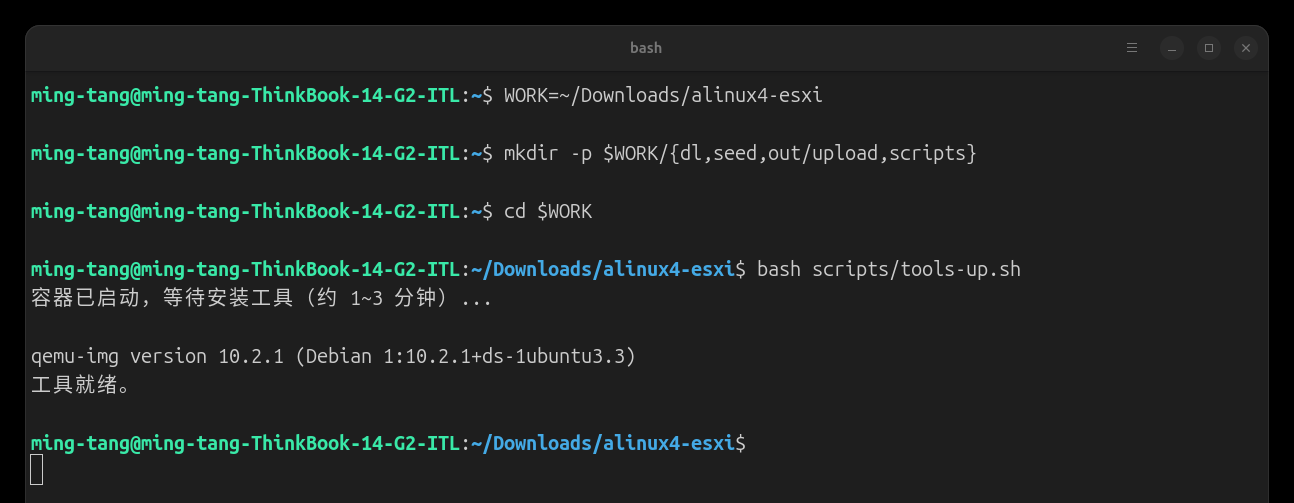 bash
ming-tang@ming-tang-ThinkBook-14-G2-ITL:~$ WORK=~/Downloads/alinux4-esxi
ming-tang@ming-tang-ThinkBook-14-G2-ITL:~$ mkdir -p $WORK/{dl,seed,out/upload,scripts}
ming-tang@ming-tang-ThinkBook-14-G2-ITL:~$ cd $WORK
ming-tang@ming-tang-ThinkBook-14-G2-ITL:~/Downloads/alinux4-esxi$ bash scripts/tools-up.sh
容器已启动，等待安装工具（约 1~3 分钟）...
qemu-img version 10.2.1 (Debian 1:10.2.1+ds-1ubuntu3.3)
工具就绪。
ming-tang@ming-tang-ThinkBook-14-G2-ITL:~/Downloads/alinux4-esxi$